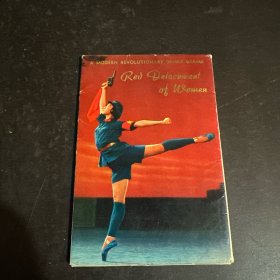 A MODERN REVOLUTIONARY DANCE DRAMA
Red Detachment
of Women